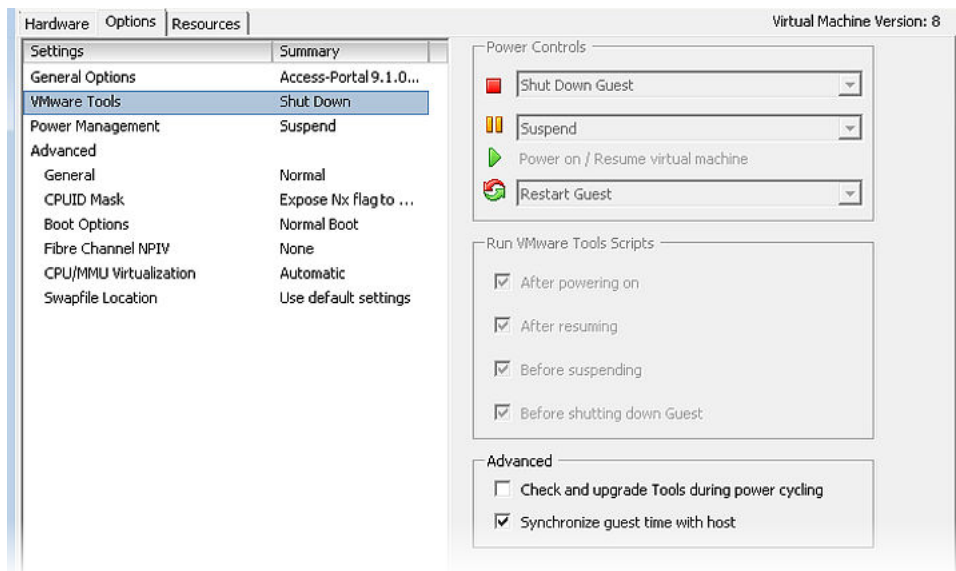 Hardware Options Resources Virtual Machine Version: 8
Settings Summary
General Options Access-Portal 9.1.0...
VMware Tools Shut Down
Power Management Suspend
Advanced
General Normal
CPUID Mask Expose Nx flag to ...
Boot Options Normal Boot
Fibre Channel NPIV None
CPU/MMU Virtualization Automatic
Swapfile Location Use default settings
Power Controls
Shut Down Guest
Suspend
Power on / Resume virtual machine
Restart Guest
Run VMware Tools Scripts
After powering on
After resuming
Before suspending
Before shutting down Guest
Advanced
Check and upgrade Tools during power cycling
Synchronize guest time with host